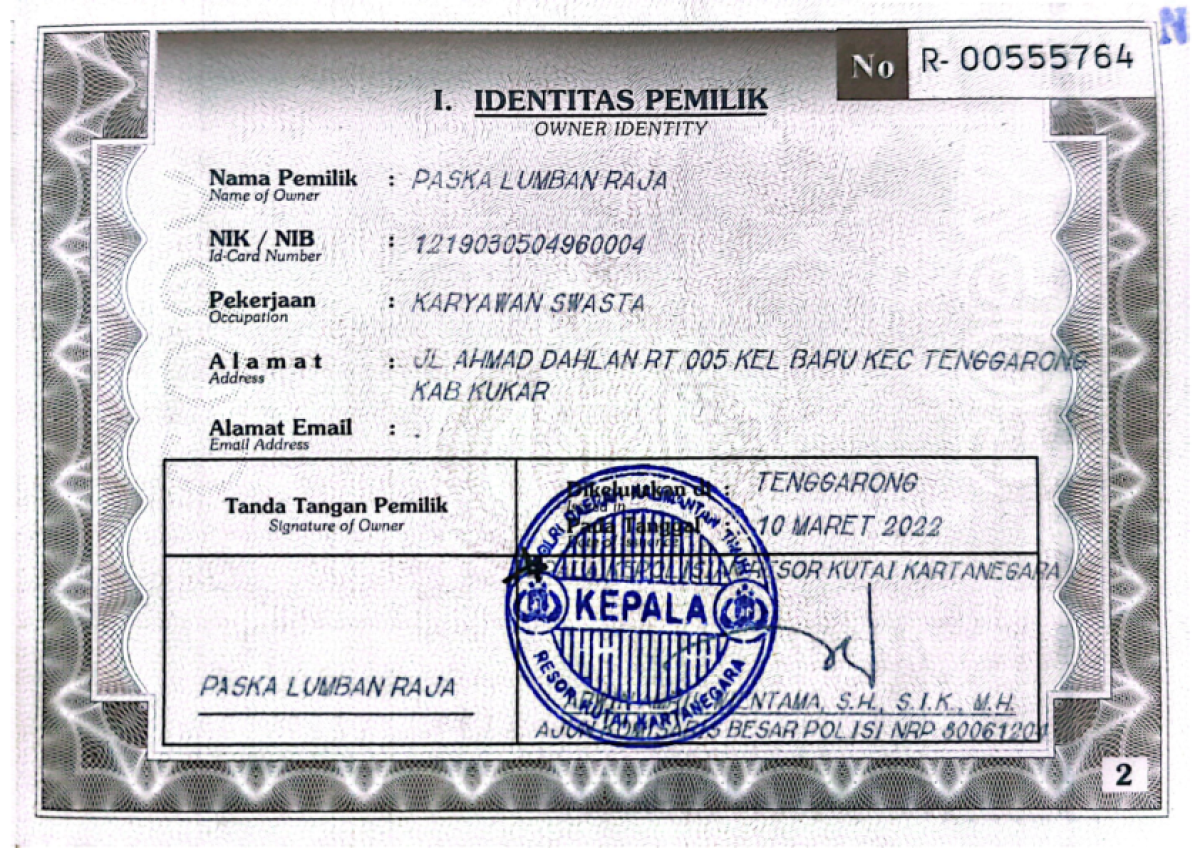 N
No R- 00555764
I. IDENTITAS PEMILIK
OWNER IDENTITY
Nama Pemilik : PASKA LUMBAN RAJA
Name of Owner
NIK / NIB : 1219030504960004
Id-Card Number
Pekerjaan : KARYAWAN SWASTA
Occupation
Alamat : JL AHMAD DAHLAN RT 005 KEL BARU KEC TENGGARONG
Address
KAB KUKAR
Alamat Email : .
Email Address
Tanda Tangan Pemilik
Signature of Owner
Dikeluarkan di : TENGGARONG
Pada Tanggal : 10 MARET 2022
RESOR KUTAI KARTANEGARA
KEPALA
RESOR KUTAI KARTANEGARA
PASKA LUMBAN RAJA
S.H., S.I.K., M.H.
BESAR POLISI NRP 80061201
2